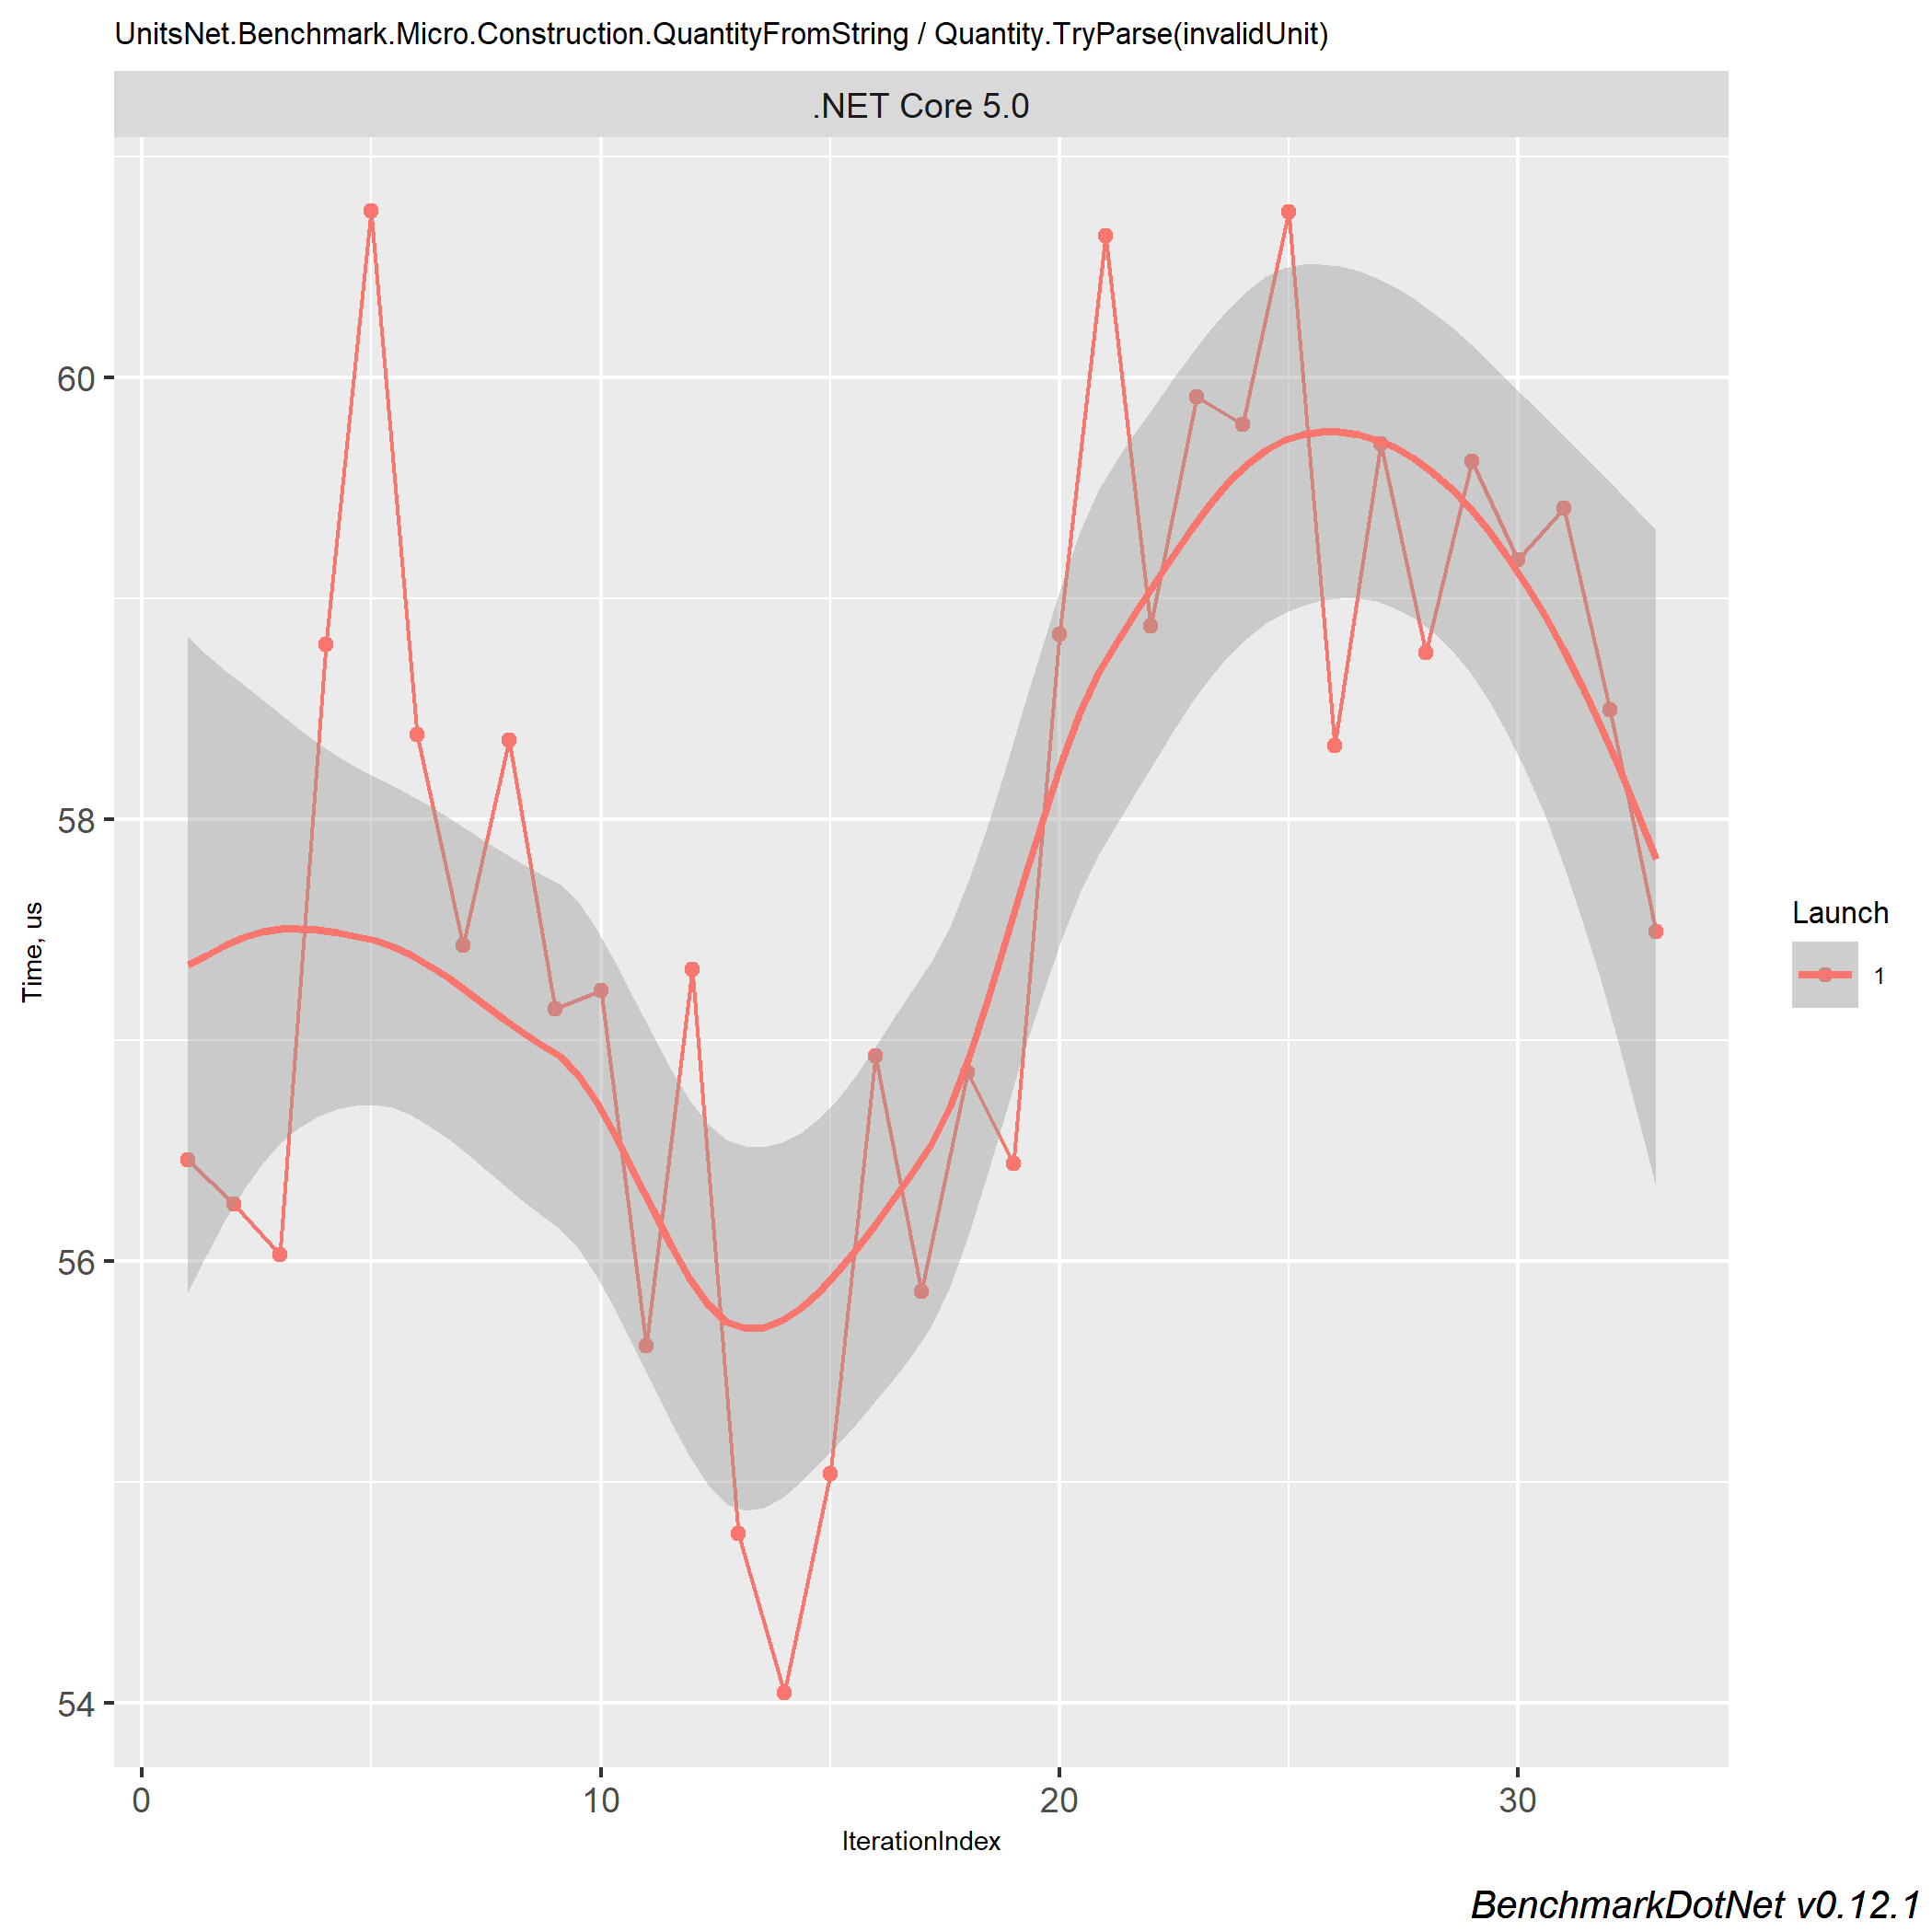 UnitsNet.Benchmark.Micro.Construction.QuantityFromString / Quantity.TryParse(invalidUnit)
.NET Core 5.0
60
58
56
54
Time, us
0 10 20 30
IterationIndex
Launch
1
BenchmarkDotNet v0.12.1